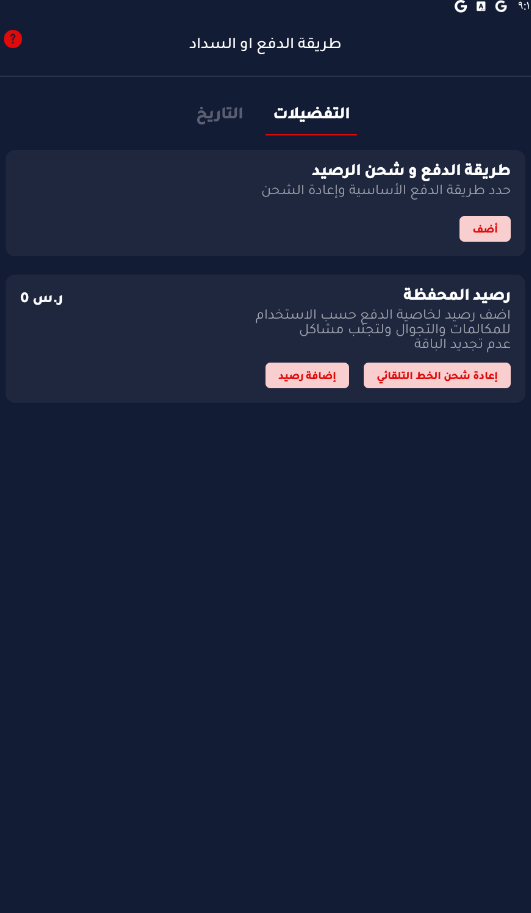 ٩:١
طريقة الدفع او السداد
?
التفضيلات
التاريخ
طريقة الدفع و شحن الرصيد
حدد طريقة الدفع الأساسية وإعادة الشحن
أضف
رصيد المحفظة
ر.س 0
اضف رصيد لخاصية الدفع حسب الاستخدام
للمكالمات والتجوال ولتجنب مشاكل
عدم تجديد الباقة
إعادة شحن الخط التلقائي
إضافة رصيد